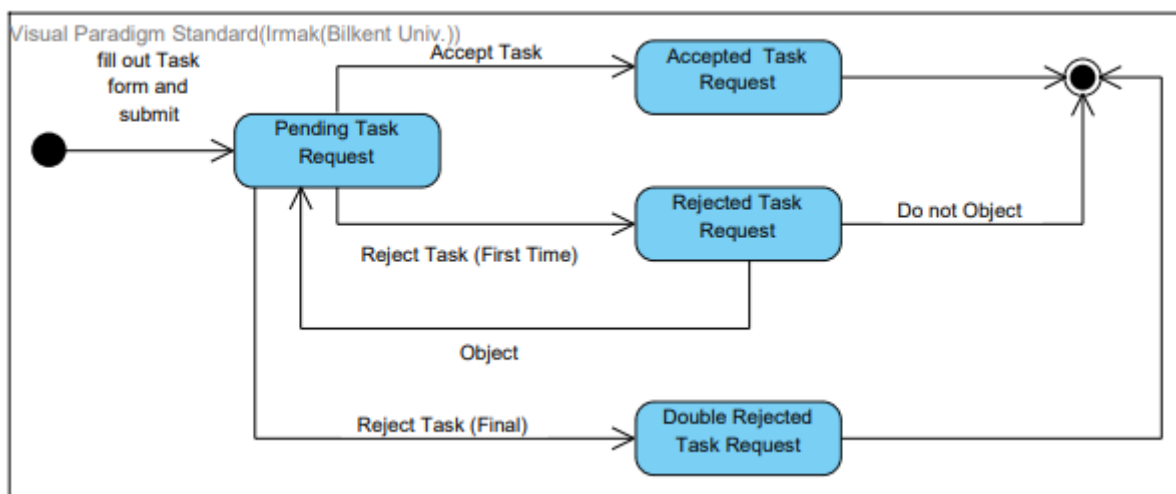 Visual Paradigm Standard(Irmak(Bilkent Univ.))
fill out Task
form and
submit
Accept Task
Accepted Task
Request
Pending Task
Request
Rejected Task
Request
Do not Object
Reject Task (First Time)
Object
Reject Task (Final)
Double Rejected
Task Request